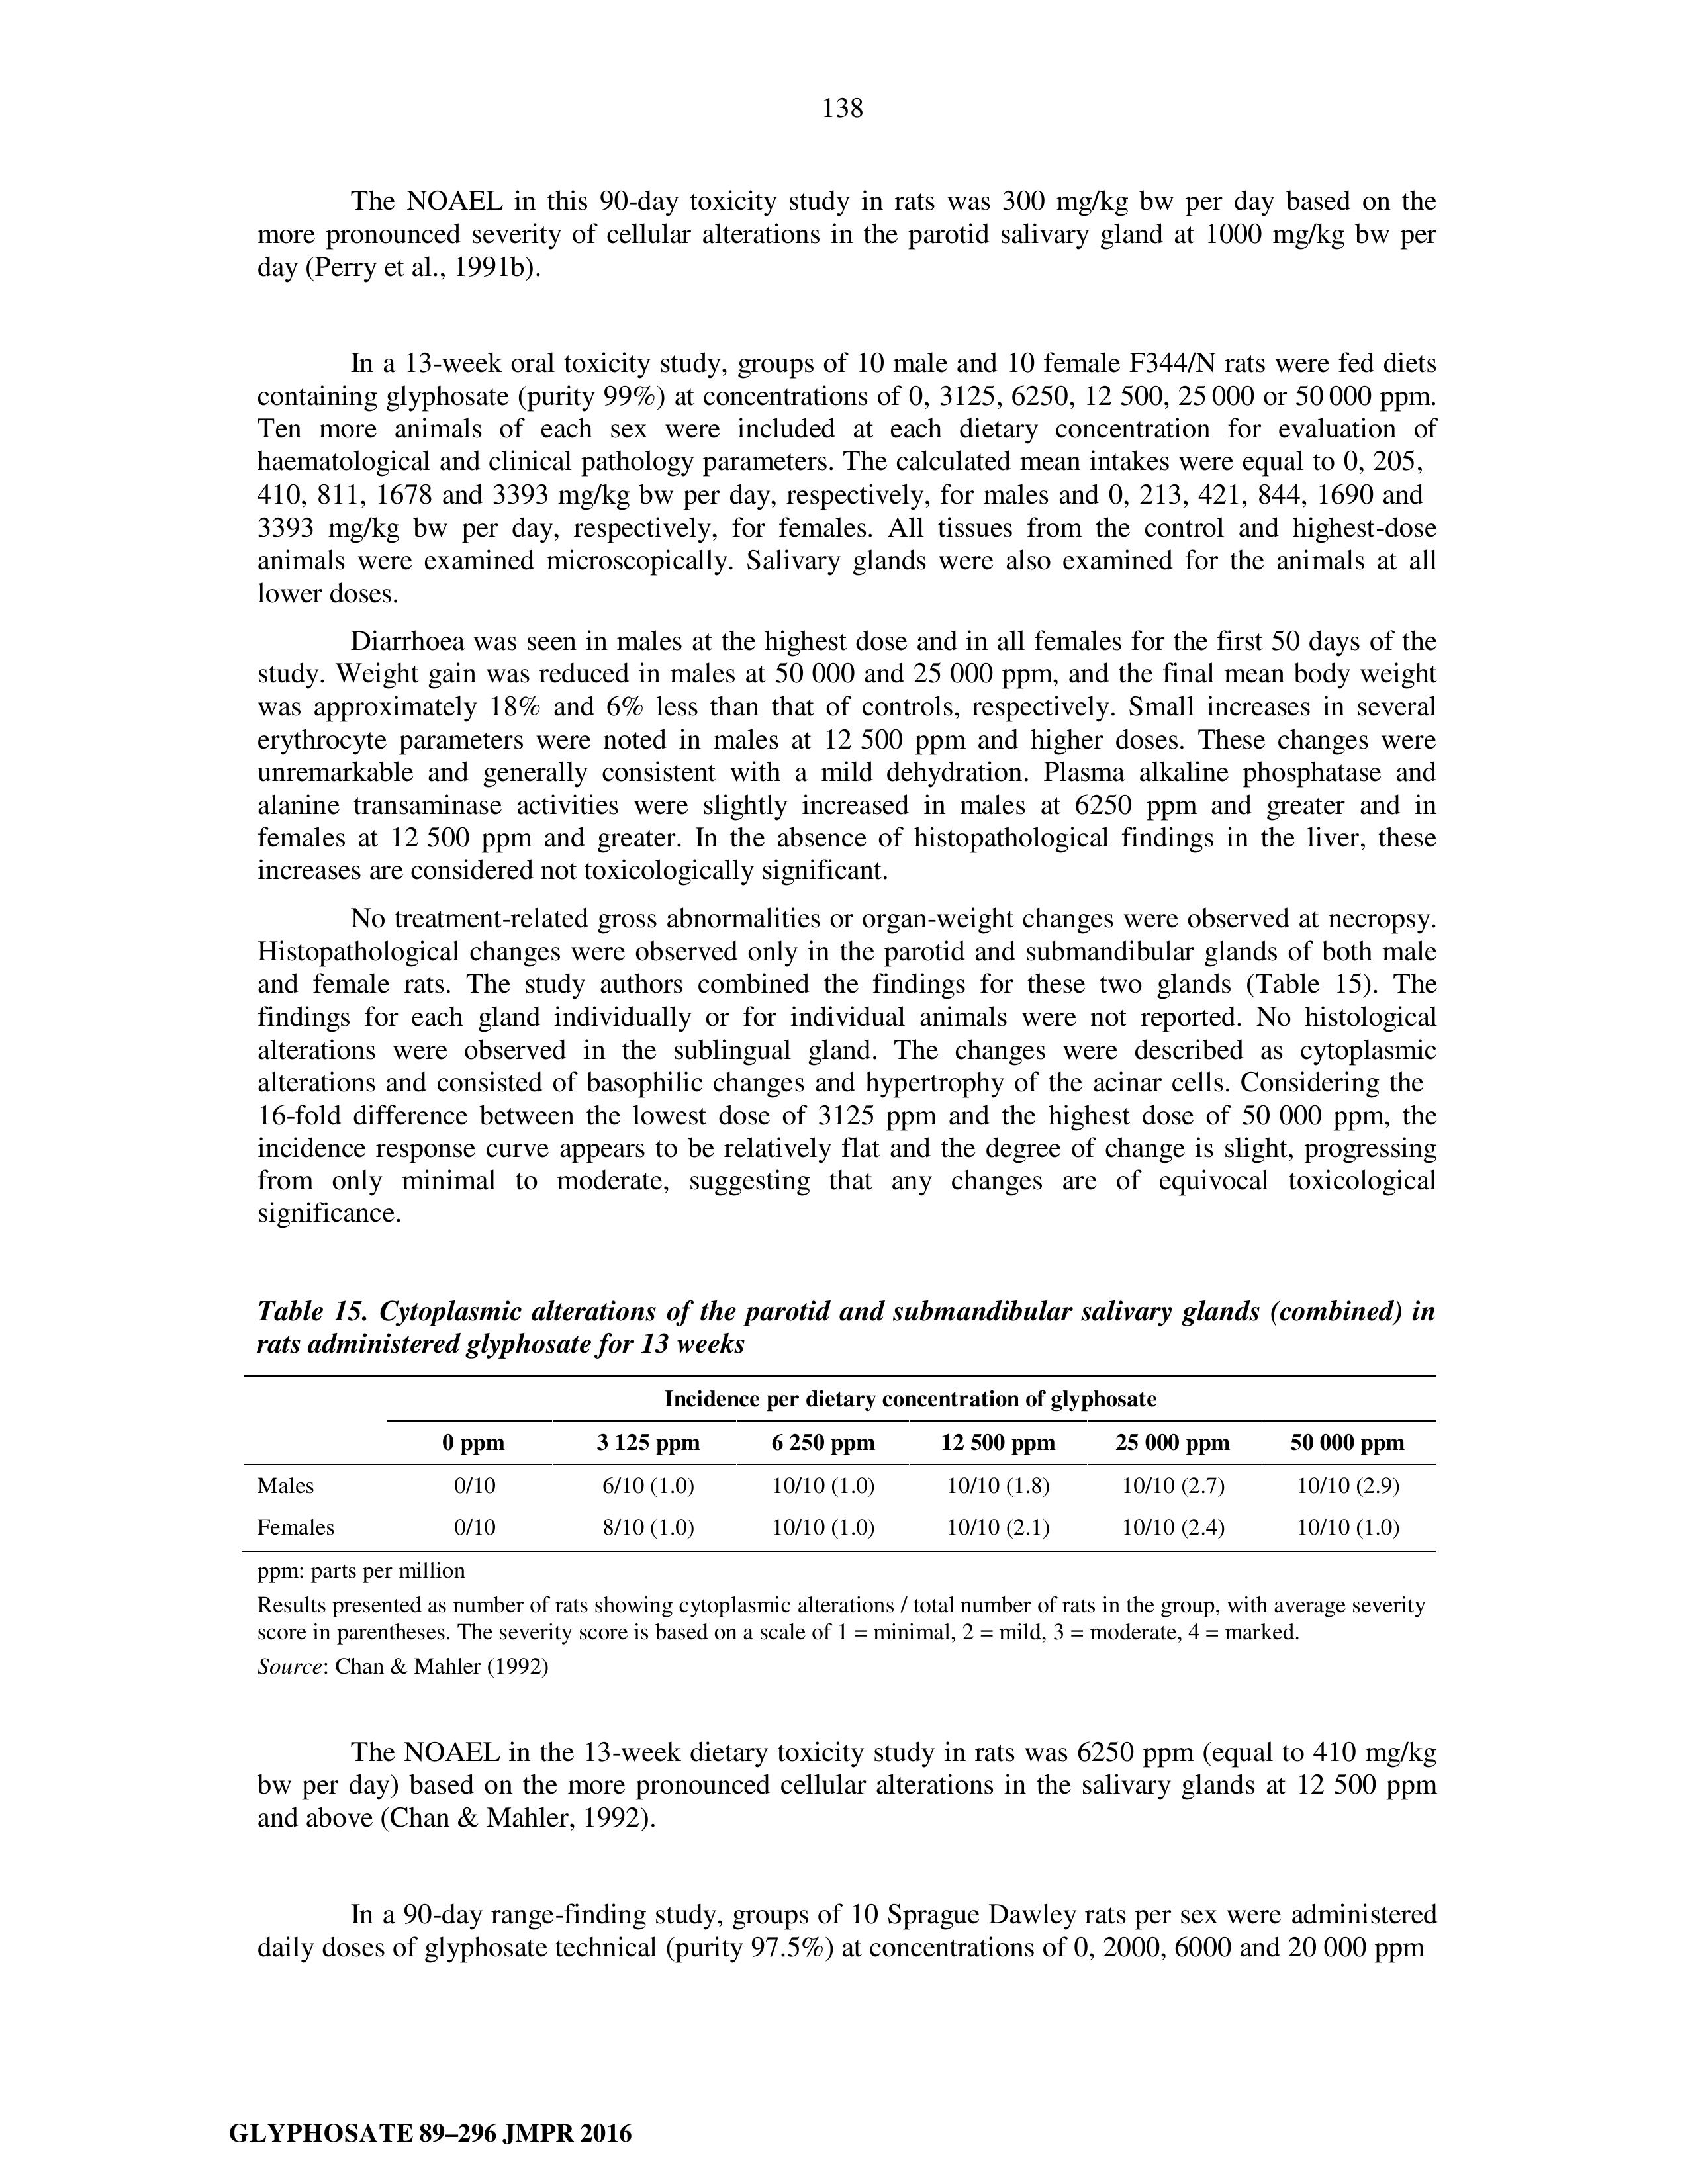 138
The NOAEL in this 90-day toxicity study in rats was 300 mg/kg bw per day based on the
more pronounced severity of cellular alterations in the parotid salivary gland at 1000 mg/kg bw per
day (Perry et al., 1991b).
In a 13-week oral toxicity study, groups of 10 male and 10 female F344/N rats were fed diets
containing glyphosate (purity 99%) at concentrations of 0, 3125, 6250, 12 500, 25 000 or 50 000 ppm.
Ten more animals of each sex were included at each dietary concentration for evaluation of
haematological and clinical pathology parameters. The calculated mean intakes were equal to 0, 205,
410, 811, 1678 and 3393 mg/kg bw per day, respectively, for males and 0, 213, 421, 844, 1690 and
3393 mg/kg bw per day, respectively, for females. All tissues from the control and highest-dose
animals were examined microscopically. Salivary glands were also examined for the animals at all
lower doses.
Diarrhoea was seen in males at the highest dose and in all females for the first 50 days of the
study. Weight gain was reduced in males at 50 000 and 25 000 ppm, and the final mean body weight
was approximately 18% and 6% less than that of controls, respectively. Small increases in several
erythrocyte parameters were noted in males at 12 500 ppm and higher doses. These changes were
unremarkable and generally consistent with a mild dehydration. Plasma alkaline phosphatase and
alanine transaminase activities were slightly increased in males at 6250 ppm and greater and in
females at 12 500 ppm and greater. In the absence of histopathological findings in the liver, these
increases are considered not toxicologically significant.
No treatment-related gross abnormalities or organ-weight changes were observed at necropsy.
Histopathological changes were observed only in the parotid and submandibular glands of both male
and female rats. The study authors combined the findings for these two glands (Table 15). The
findings for each gland individually or for individual animals were not reported. No histological
alterations were observed in the sublingual gland. The changes were described as cytoplasmic
alterations and consisted of basophilic changes and hypertrophy of the acinar cells. Considering the
16-fold difference between the lowest dose of 3125 ppm and the highest dose of 50 000 ppm, the
incidence response curve appears to be relatively flat and the degree of change is slight, progressing
from only minimal to moderate, suggesting that any changes are of equivocal toxicological
significance.
Table 15. Cytoplasmic alterations of the parotid and submandibular salivary glands (combined) in
rats administered glyphosate for 13 weeks
Incidence per dietary concentration of glyphosate
0 ppm 3 125 ppm 6 250 ppm 12 500 ppm 25 000 ppm 50 000 ppm
Males 0/10 6/10 (1.0) 10/10 (1.0) 10/10 (1.8) 10/10 (2.7) 10/10 (2.9)
Females 0/10 8/10 (1.0) 10/10 (1.0) 10/10 (2.1) 10/10 (2.4) 10/10 (1.0)
ppm: parts per million
Results presented as number of rats showing cytoplasmic alterations / total number of rats in the group, with average severity
score in parentheses. The severity score is based on a scale of 1 = minimal, 2 = mild, 3 = moderate, 4 = marked.
Source: Chan & Mahler (1992)
The NOAEL in the 13-week dietary toxicity study in rats was 6250 ppm (equal to 410 mg/kg
bw per day) based on the more pronounced cellular alterations in the salivary glands at 12 500 ppm
and above (Chan & Mahler, 1992).
In a 90-day range-finding study, groups of 10 Sprague Dawley rats per sex were administered
daily doses of glyphosate technical (purity 97.5%) at concentrations of 0, 2000, 6000 and 20 000 ppm
GLYPHOSATE 89–296 JMPR 2016